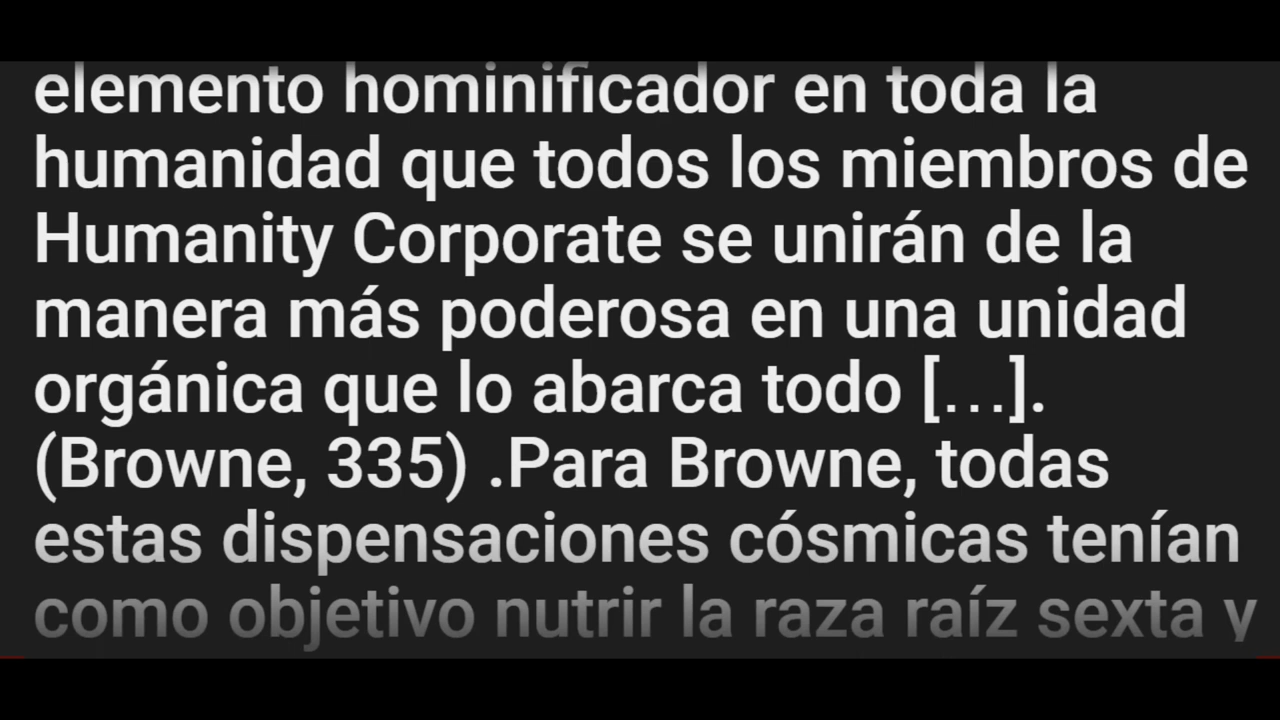 elemento hominificador en toda la
humanidad que todos los miembros de
Humanity Corporate se unirán de la
manera más poderosa en una unidad
orgánica que lo abarca todo [...].
(Browne, 335) .Para Browne, todas
estas dispensaciones cósmicas tenían
como objetivo nutrir la raza raíz sexta y